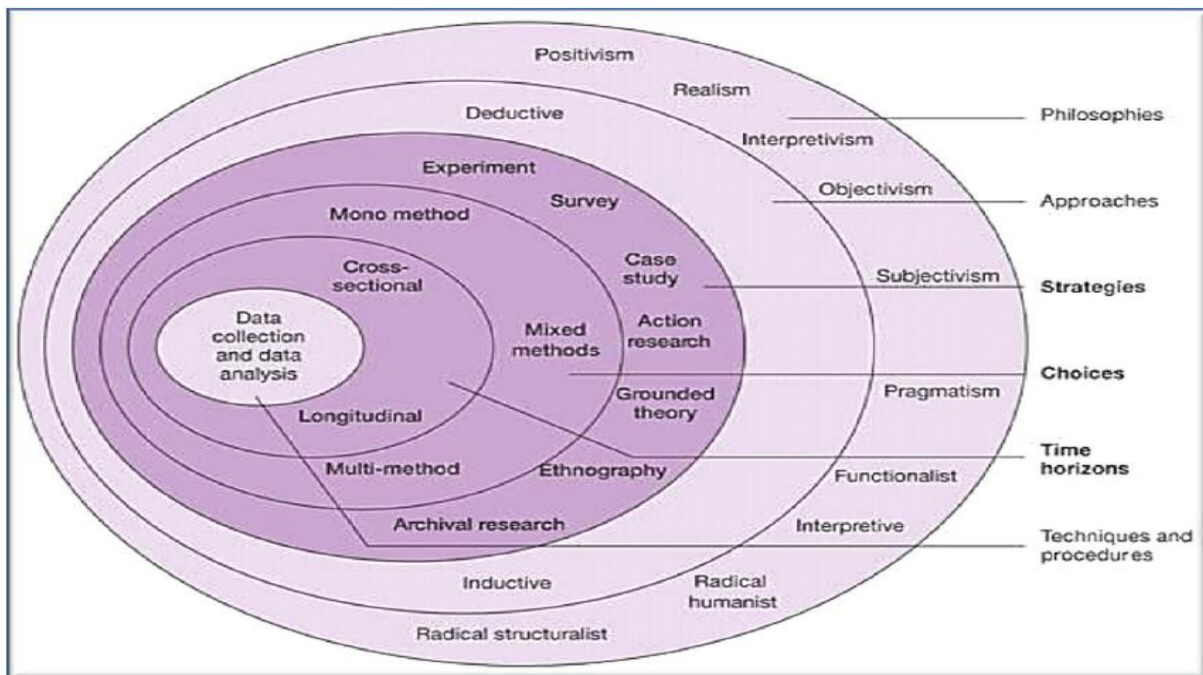 Positivism
Realism
Philosophies
Deductive
Interpretivism
Experiment
Objectivism
Survey
Approaches
Mono method
Case
study
Cross-
sectional
Subjectivism
Strategies
Data
collection
and data
analysis
Mixed
methods
Action
research
Choices
Pragmatism
Grounded
theory
Longitudinal
Time
horizons
Multi-method
Ethnography
Functionalist
Archival research
Interpretive
Techniques and
procedures
Inductive
Radical
humanist
Radical structuralist